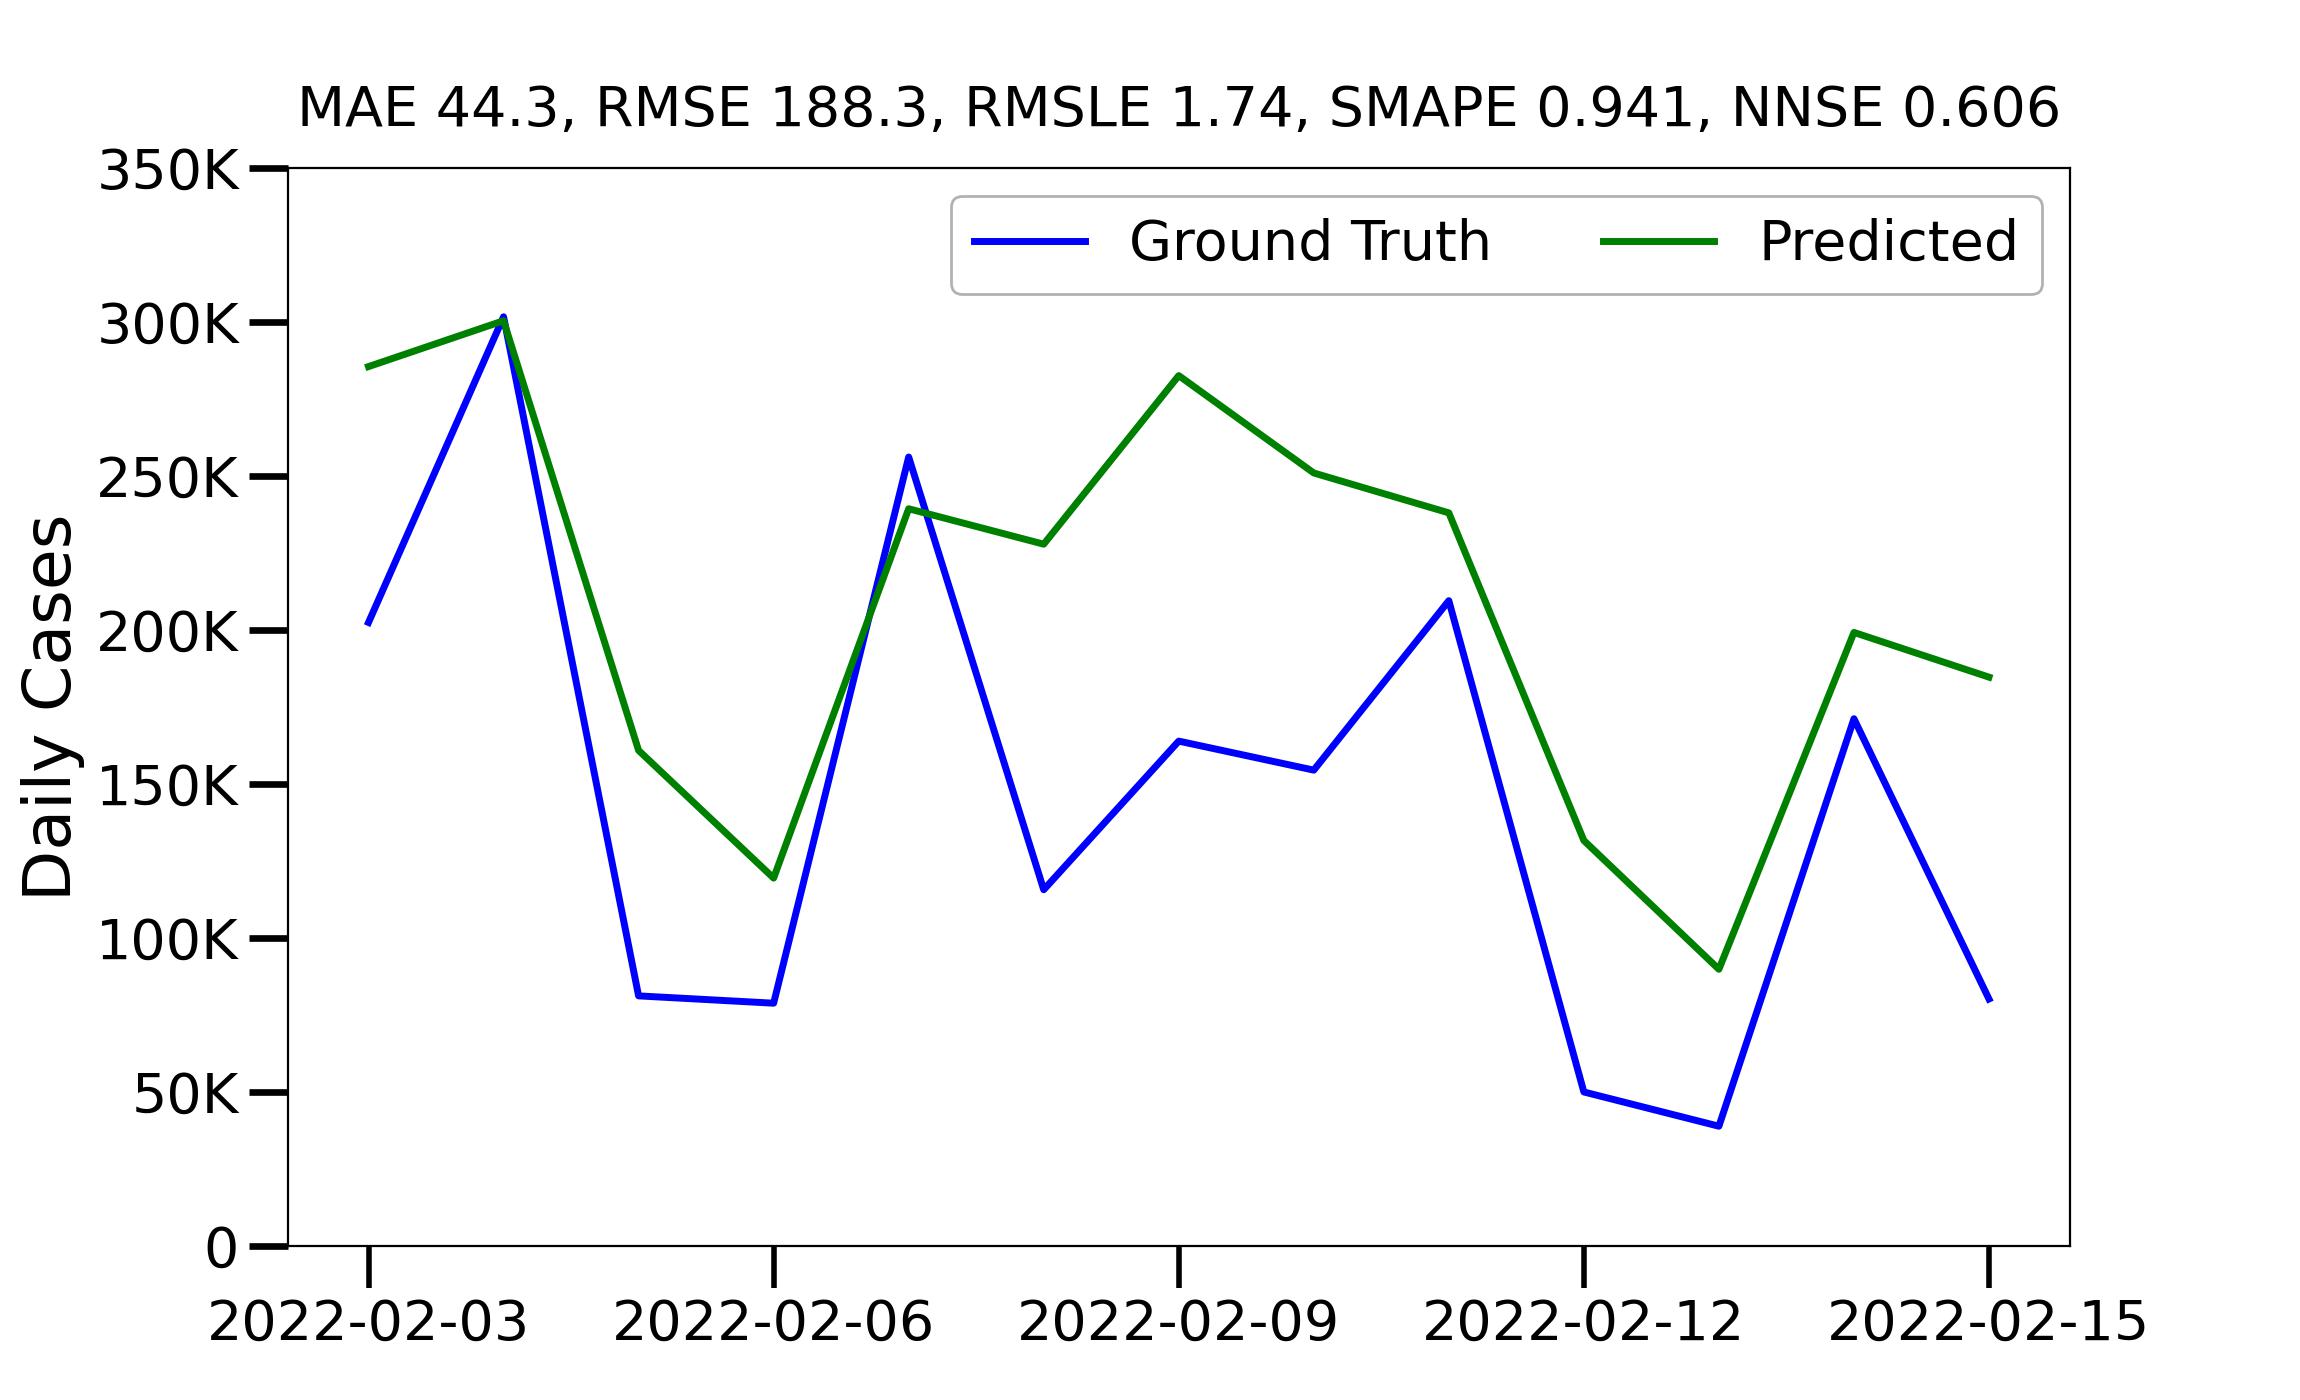 MAE 44.3, RMSE 188.3, RMSLE 1.74, SMAPE 0.941, NNSE 0.606
Ground Truth
Predicted
Daily Cases
350K
300K
250K
200K
150K
100K
50K
0
2022-02-03
2022-02-06
2022-02-09
2022-02-12
2022-02-15